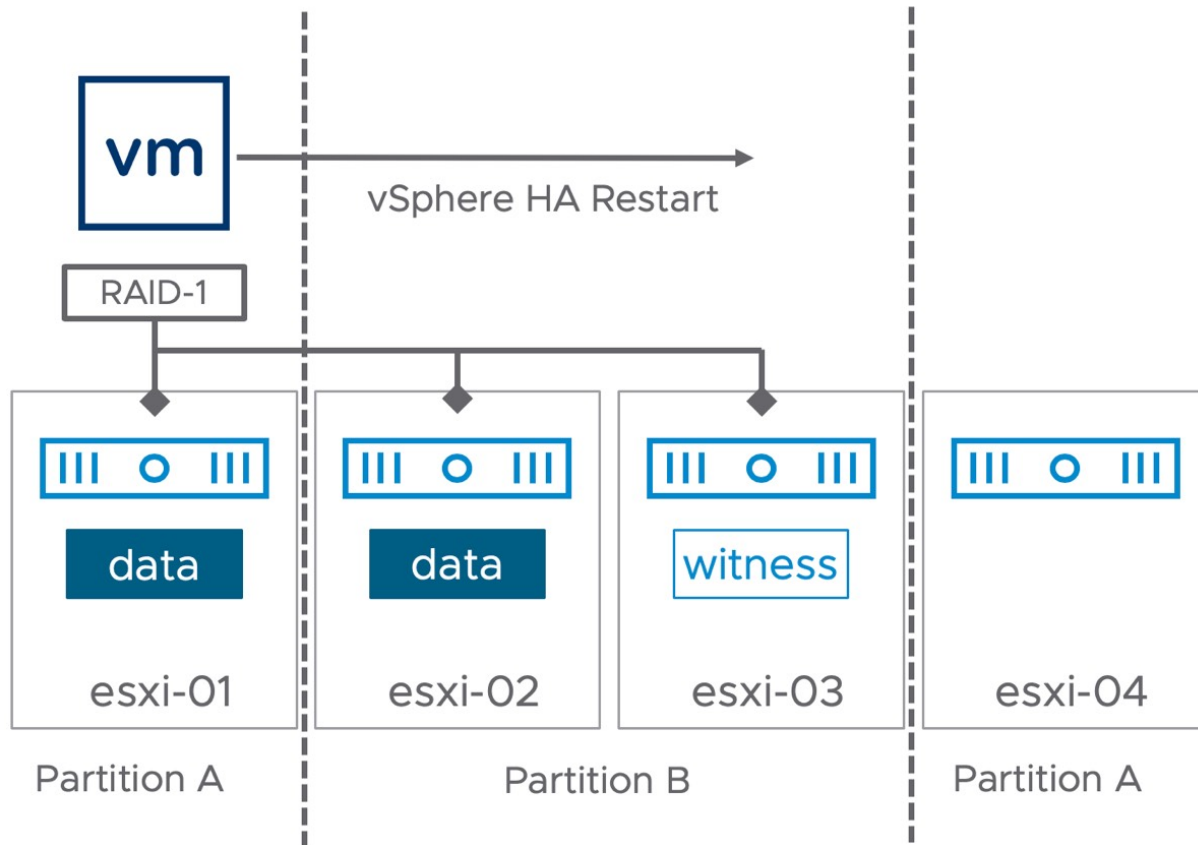 vm
vSphere HA Restart
RAID-1
data
data
witness
esxi-01
esxi-02
esxi-03
esxi-04
Partition A
Partition B
Partition A